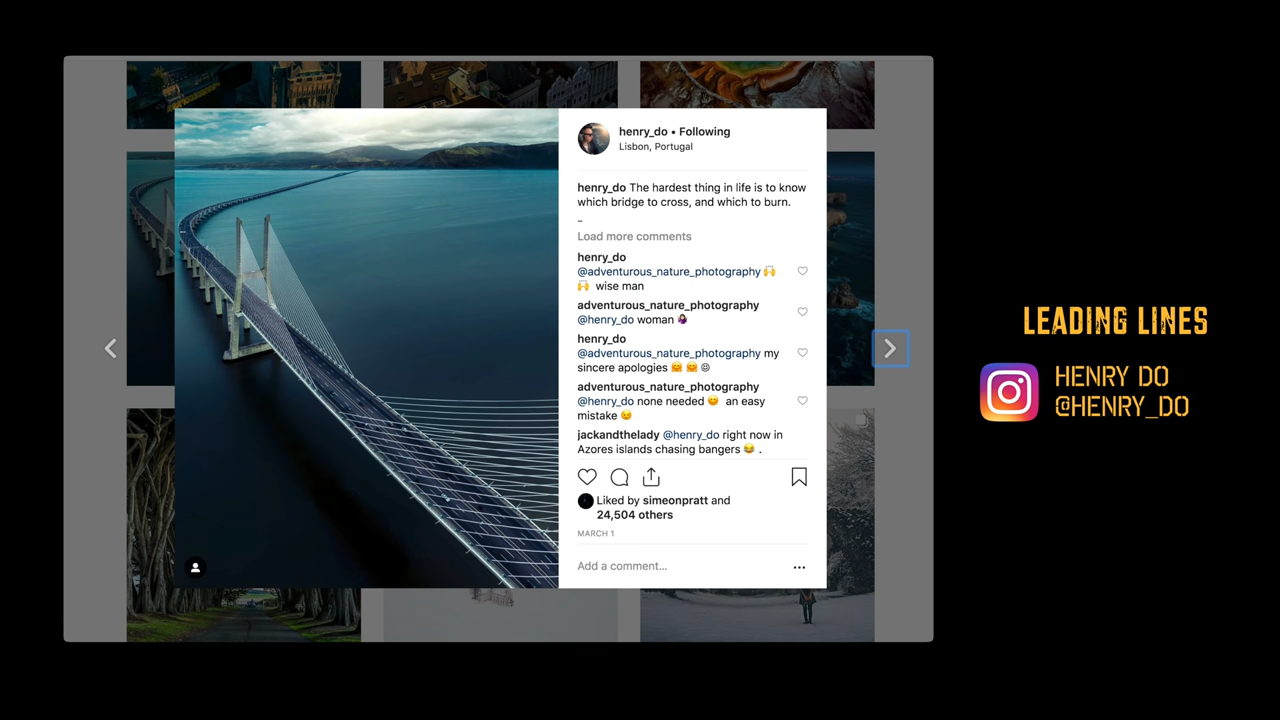 henry_do • Following
Lisbon, Portugal
henry_do The hardest thing in life is to know
which bridge to cross, and which to burn.
_
Load more comments
henry_do
@adventurous_nature_photography 🙌
🙌 wise man
adventurous_nature_photography
@henry_do woman 🤷🏻‍♀️
henry_do
@adventurous_nature_photography my
sincere apologies 🤗 🤗 ☺
adventurous_nature_photography
@henry_do none needed 😊 an easy
mistake 😉
jackandthelady @henry_do right now in
Azores islands chasing bangers 😂 .
Liked by simeonpratt and
24,504 others
MARCH 1
Add a comment...
LEADING LINES
HENRY DO
@HENRY_DO